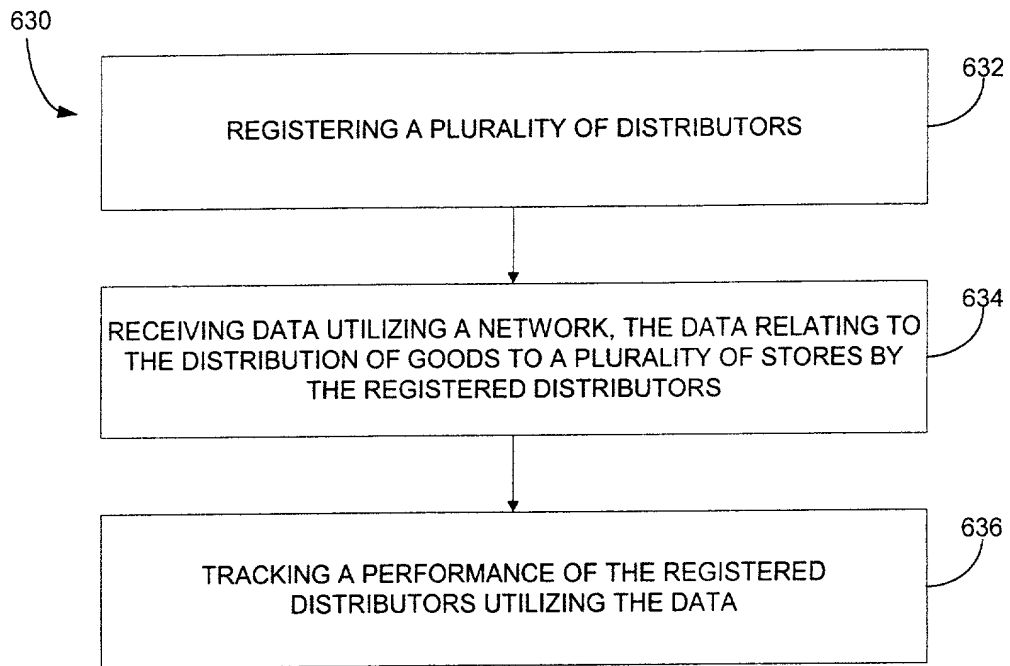 630
632
REGISTERING A PLURALITY OF DISTRIBUTORS
634
RECEIVING DATA UTILIZING A NETWORK, THE DATA RELATING TO
THE DISTRIBUTION OF GOODS TO A PLURALITY OF STORES BY
THE REGISTERED DISTRIBUTORS
636
TRACKING A PERFORMANCE OF THE REGISTERED
DISTRIBUTORS UTILIZING THE DATA